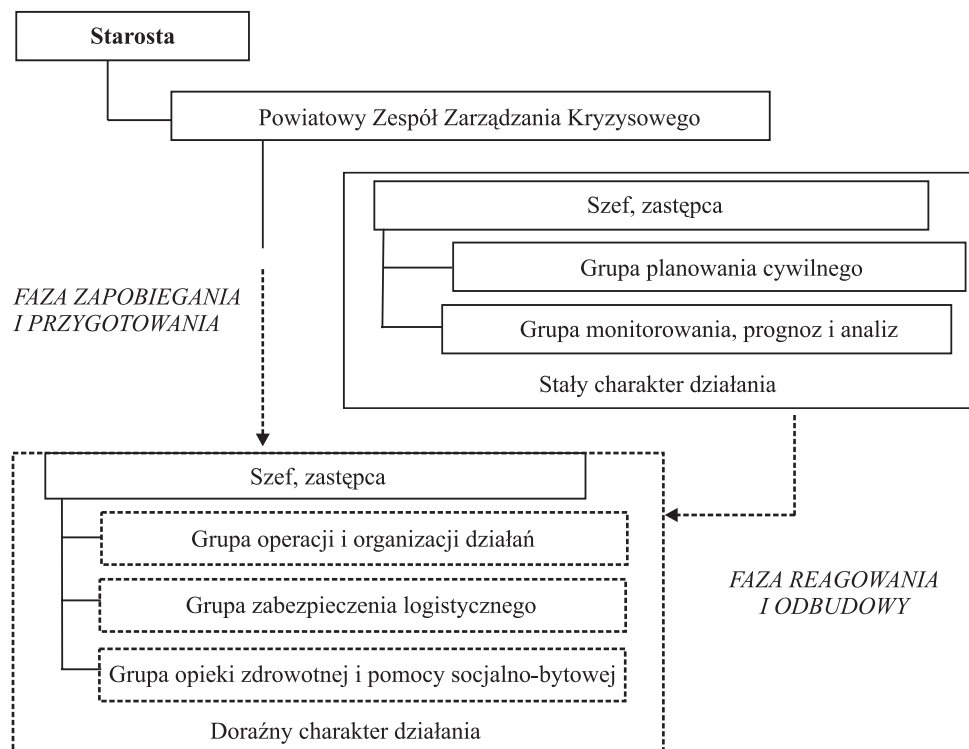 Starosta
Powiatowy Zespół Zarządzania Kryzysowego
Szef, zastępca
Grupa planowania cywilnego
Grupa monitorowania, prognoz i analiz
Stały charakter działania
FAZA ZAPOBIEGANIA
I PRZYGOTOWANIA
Szef, zastępca
Grupa operacji i organizacji działań
Grupa zabezpieczenia logistycznego
Grupa opieki zdrowotnej i pomocy socjalno-bytowej
Doraźny charakter działania
FAZA REAGOWANIA
I ODBUDOWY